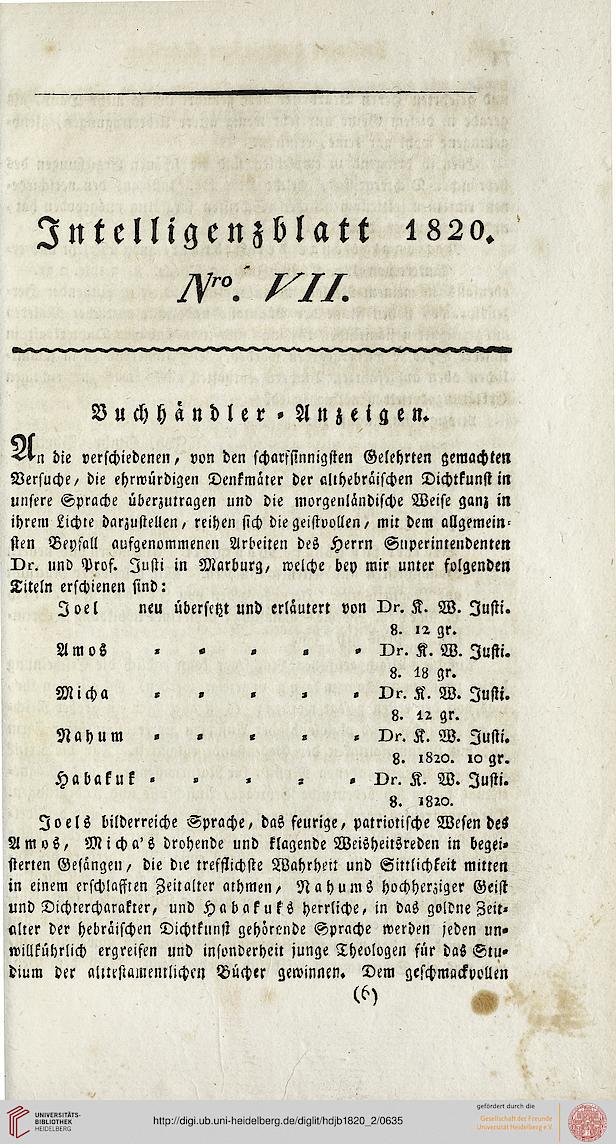 Intelligenzblatt 1820.
Nro. VII.
Buchhändler-Anzeigen.
An die verschiedenen, von den scharfsinnigsten Gelehrten gemachten
Versuche, die ehrwürdigen Denkmäter der althebräischen Dichtkunst in
unsere Sprache überzutragen und die morgenländische Weise ganz in
ihrem Lichte darzustellen, reihen sich die geistvollen, mit dem allgemein-
sten Beyfall aufgenommenen Arbeiten des Herrn Superintendenten
Dr. und Prof. Justi in Marburg, welche bey mir unter folgenden
Titeln erschienen sind:
Joel neu übersetzt und erläutert von Dr. K. W. Justi.
8. 12 gr.
Amos = = = = = Dr. K. W. Justi.
8. 18 gr.
Micha = = = = = Dr. K. W. Justi.
8. 12 gr.
Nahum = = = = = Dr. K. W. Justi.
8. 1820. 10 gr.
Habakuk = = = = = Dr. K. W. Justi.
8. 1820.
Joels bilderreiche Sprache, das feurige, patriotische Wesen des
Amos, Micha's drohende und klagende Weisheitsreden in begei-
sterten Gesängen, die die trefflichste Wahrheit und Sittlichkeit mitten
in einem erschlafften Zeitalter athmen, Nahums hochherziger Geist
und Dichtercharakter, und Habakuks herrliche, in das goldne Zeit-
alter der hebräischen Dichtkunst gehörende Sprache werden jeden un-
willkührlich ergreifen und insonderheit junge Theologen für das Stu-
dium der alttestamentlichen Bücher gewinnen. Dem geschmackvollen
(6)
UNIVERSITÄTS-
BIBLIOTHEK
HEIDELBERG
http://digi.ub.uni-heidelberg.de/diglit/hdjb1820_2/0635
gefördert durch die
Gesellschaft der Freunde
Universität Heidelberg e.V.